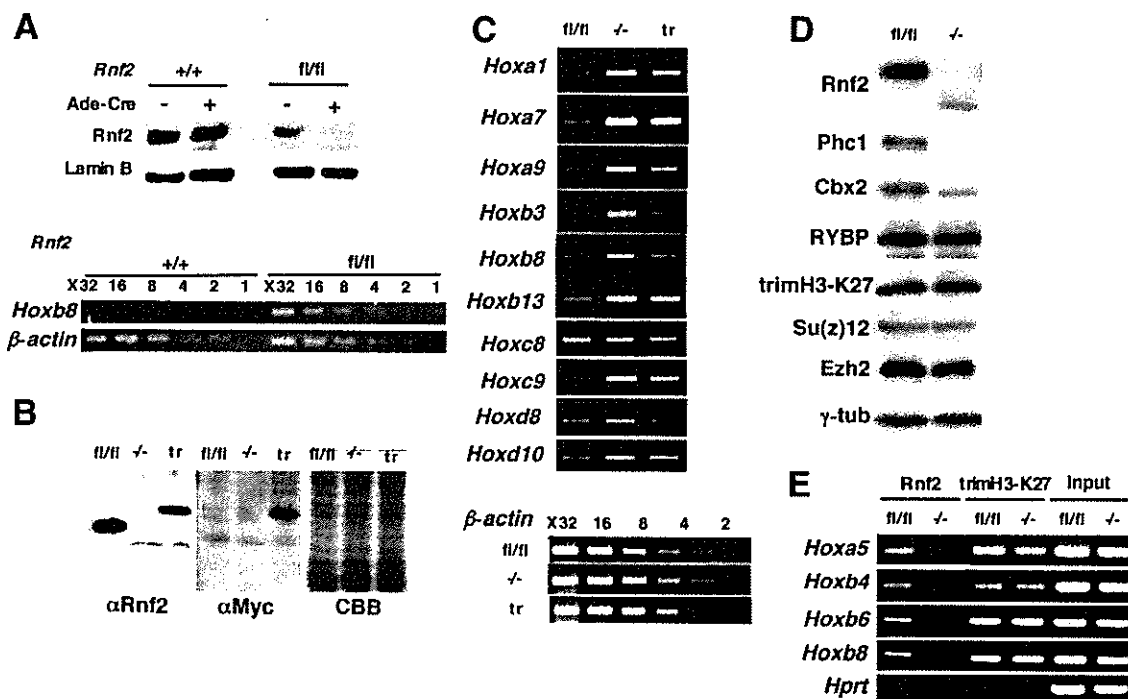 A
Rnf2 +/+ fl/fl
Ade-Cre - + - +
Rnf2
Lamin B
Rnf2
+/+ fl/fl
X32 16 8 4 2 1 X32 16 8 4 2 1
Hoxb8
β-actin
B
fl/fl -/- tr fl/fl -/- tr fl/fl -/- tr
αRnf2 αMyc CBB
C
fl/fl -/- tr
Hoxa1
Hoxa7
Hoxa9
Hoxb3
Hoxb8
Hoxb13
Hoxc8
Hoxc9
Hoxd8
Hoxd10
β-actin X32 16 8 4 2
fl/fl
-/-
tr
D
fl/fl -/-
Rnf2
Phc1
Cbx2
RYBP
trimH3-K27
Su(z)12
Ezh2
γ-tub
E
Rnf2 trimH3-K27 Input
fl/fl -/- fl/fl -/- fl/fl -/-
Hoxa5
Hoxb4
Hoxb6
Hoxb8
Hprt